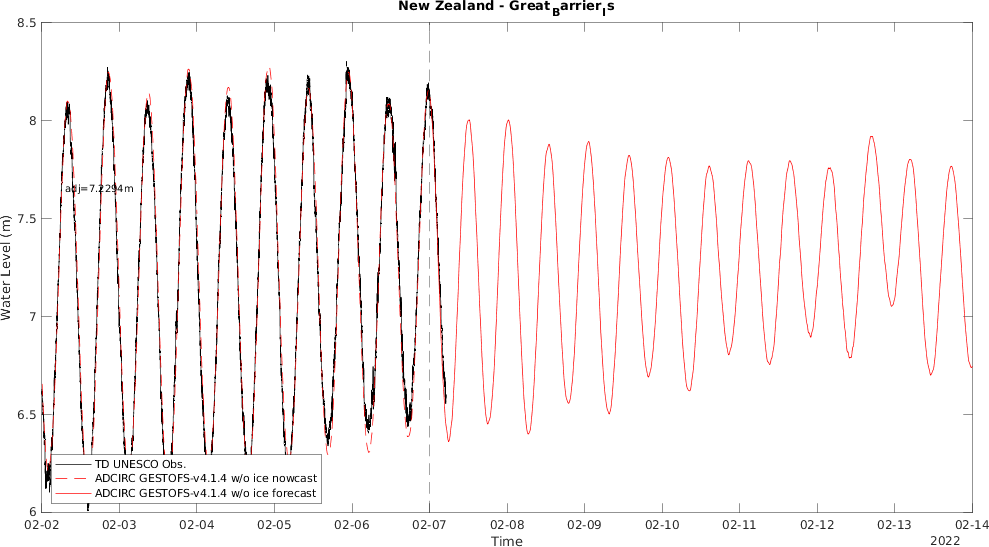 New Zealand - GreatBarrierIs
8.5
8
7.5
7
6.5
6
Water Level (m)
adj=7.2294m
TD UNESCO Obs.
ADCIRC GESTOFS-v4.1.4 w/o ice nowcast
ADCIRC GESTOFS-v4.1.4 w/o ice forecast
02-02 02-03 02-04 02-05 02-06 02-07 02-08 02-09 02-10 02-11 02-12 02-13 02-14
Time
2022